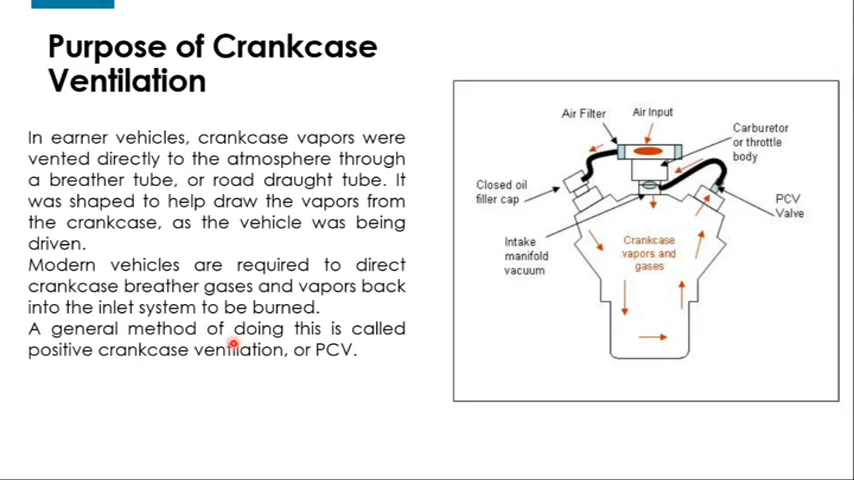 Purpose of Crankcase
Ventilation
In earner vehicles, crankcase vapors were
vented directly to the atmosphere through
a breather tube, or road draught tube. It
was shaped to help draw the vapors from
the crankcase, as the vehicle was being
driven.
Modern vehicles are required to direct
crankcase breather gases and vapors back
into the inlet system to be burned.
A general method of doing this is called
positive crankcase ventilation, or PCV.
Air Filter
Air Input
Carburetor
or throttle
body
Closed oil
filler cap
PCV
Valve
Intake
manifold
vacuum
Crankcase
vapors and
gases